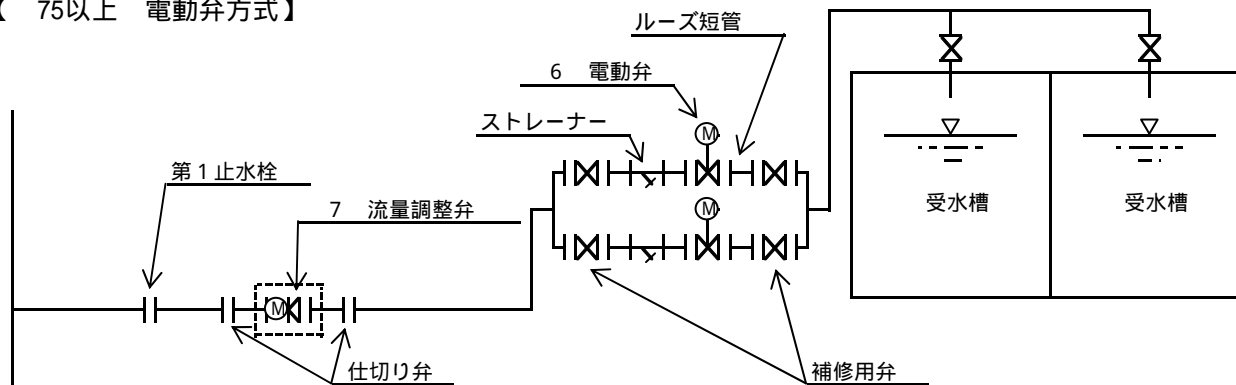 【　75以上　電動弁方式】
ルーズ短管
6　電動弁
ストレーナー
M
第１止水栓
7　流量調整弁
M
受水槽
受水槽
M
仕切り弁
補修用弁